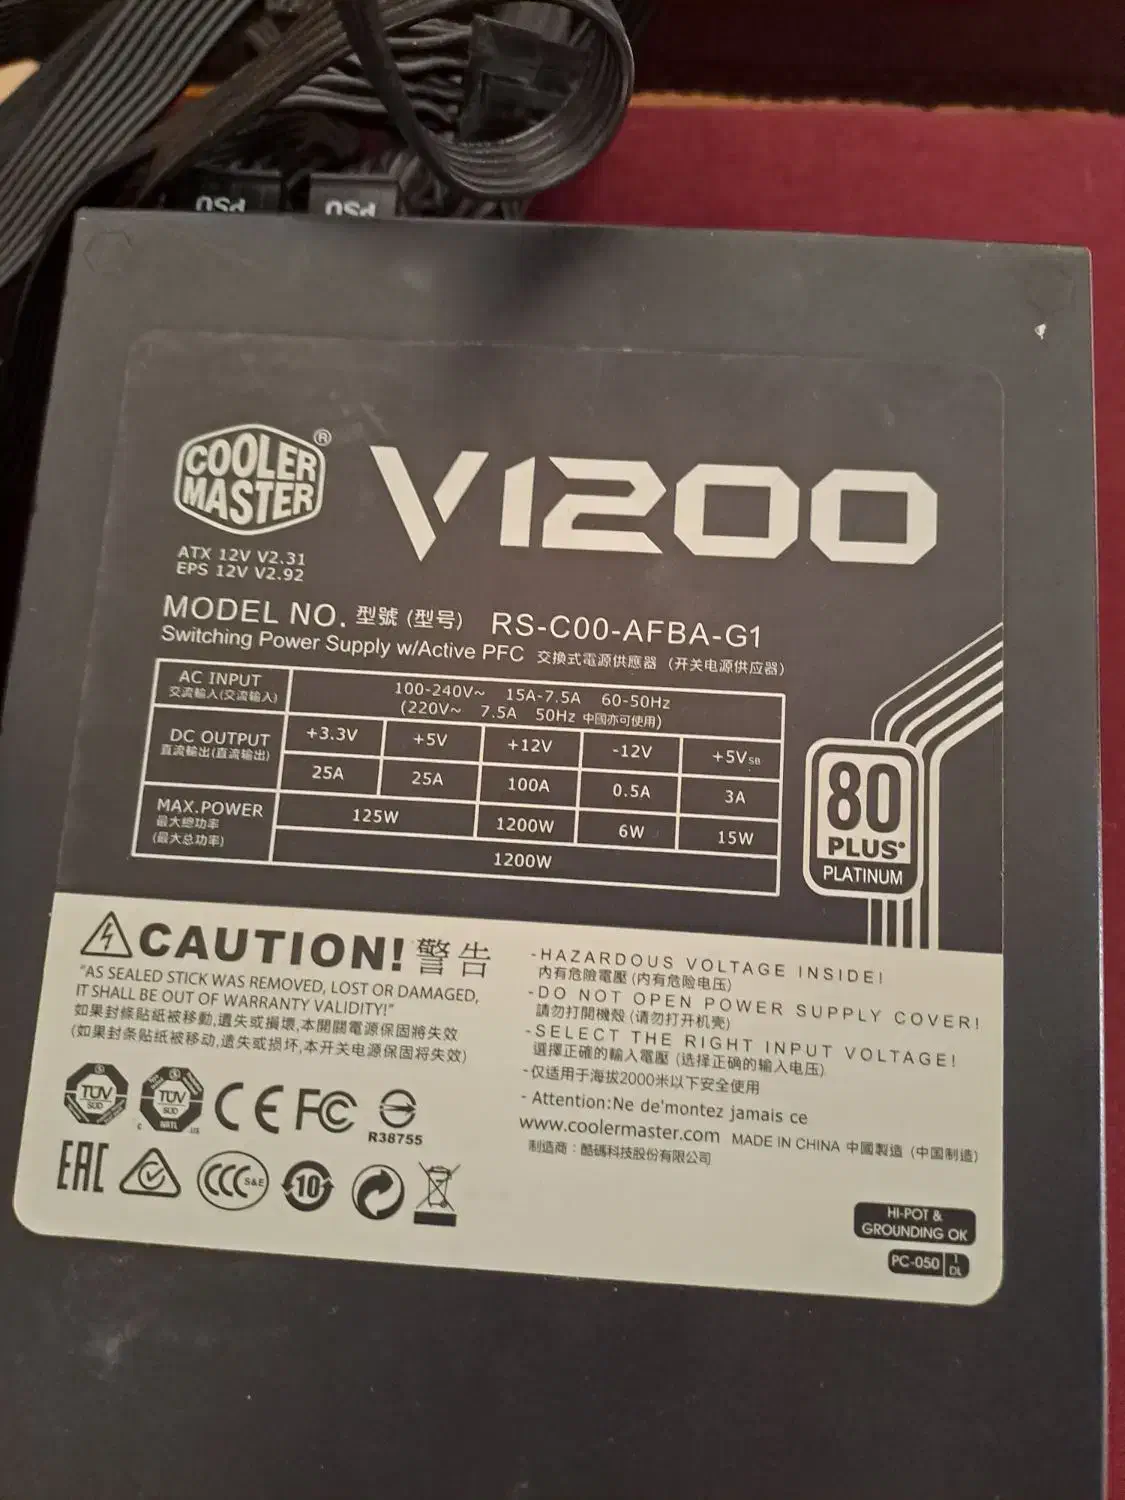 PSU
PSU
COOLER
MASTER®
V1200
ATX 12V V2.31
EPS 12V V2.92
MODEL NO. 型號 (型号) RS-C00-AFBA-G1
Switching Power Supply w/Active PFC 交換式電源供應器 (开关电源供应器)
AC INPUT
交流輸入(交流输入)
100-240V~ 15A-7.5A 60-50Hz
(220V~ 7.5A 50Hz 中國亦可使用)
DC OUTPUT
直流輸出(直流输出)
+3.3V +5V +12V -12V +5VSB
25A 25A 100A 0.5A 3A
MAX.POWER
最大總功率
(最大总功率)
125W 1200W 6W 15W
1200W
80
PLUS®
PLATINUM
CAUTION! 警告
"AS SEALED STICK WAS REMOVED, LOST OR DAMAGED,
IT SHALL BE OUT OF WARRANTY VALIDITY!"
如果封條貼紙被移動,遺失或損壞,本開關電源保固將失效
(如果封条贴纸被移动,遗失或损坏,本开关电源保固将失效)
-HAZARDOUS VOLTAGE INSIDE!
內有危險電壓 (内有危险电压)
-DO NOT OPEN POWER SUPPLY COVER!
請勿打開機殼 (请勿打开机壳)
-SELECT THE RIGHT INPUT VOLTAGE!
選擇正確的輸入電壓 (选择正确的输入电压)
-仅适用于海拔2000米以下安全使用
- Attention:Ne de'montez jamais ce
www.coolermaster.com MADE IN CHINA 中國製造 (中国制造)
制造商：酷碼科技股份有限公司
TÜV
SÜD
TÜV
SÜD
NRTL
C US
CE FC
R38755
EAC
CCC S&E
10
HI-POT &
GROUNDING OK
PC-050 1
DL